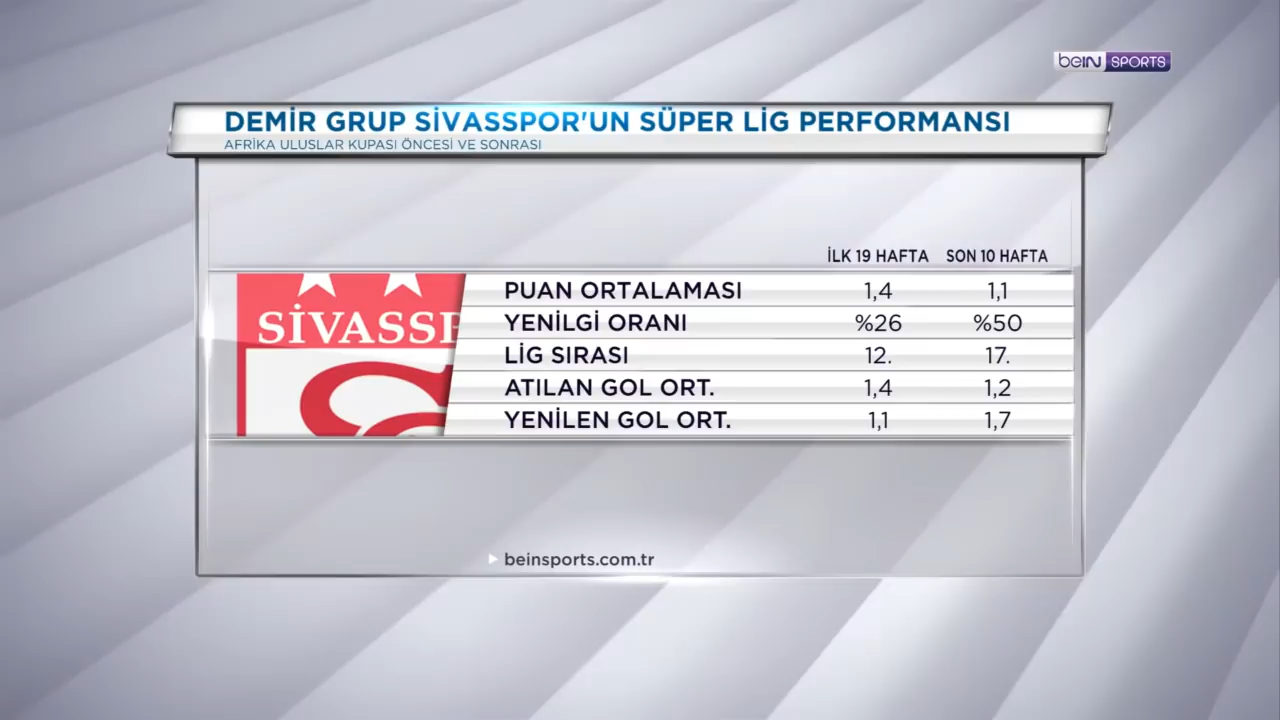 beIN SPORTS
DEMİR GRUP SİVASSPOR'UN SÜPER LİG PERFORMANSI
AFRİKA ULUSLAR KUPASI ÖNCESİ VE SONRASI
İLK 19 HAFTA SON 10 HAFTA
PUAN ORTALAMASI 1,4 1,1
YENİLGİ ORANI %26 %50
LİG SIRASI 12. 17.
ATILAN GOL ORT. 1,4 1,2
YENİLEN GOL ORT. 1,1 1,7
SİVASSP
beinsports.com.tr